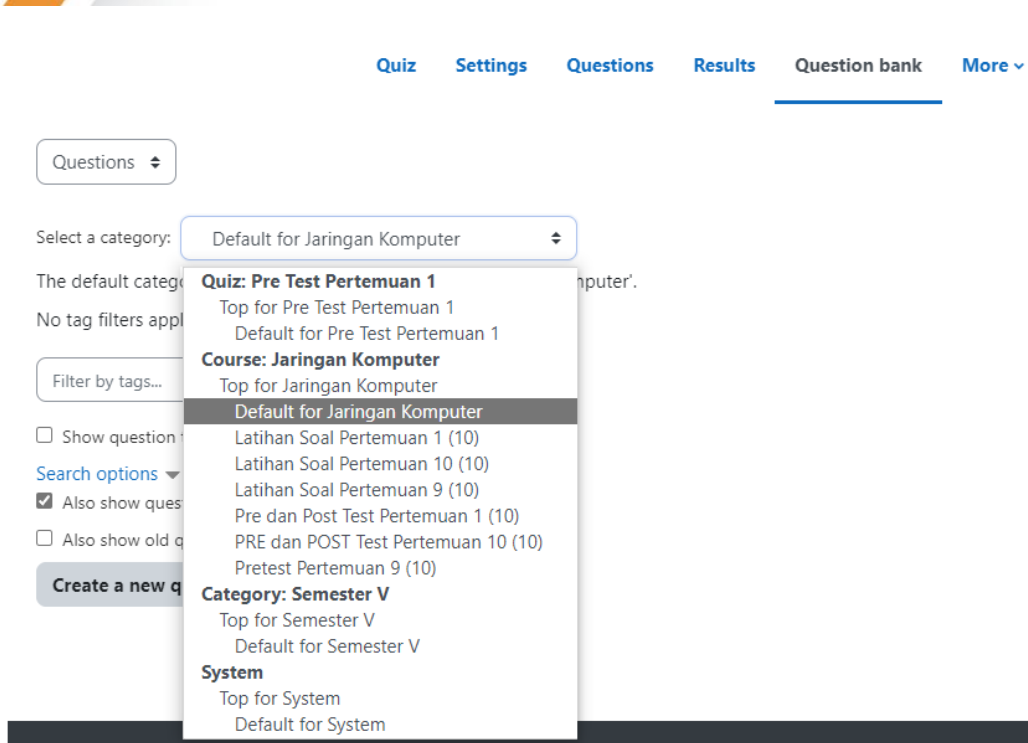 Quiz Settings Questions Results Question bank More
Questions
Select a category: Default for Jaringan Komputer
The default catego
nputer'.
No tag filters appl
Filter by tags...
Show question
Search options
Also show ques
Also show old q
Create a new q
Quiz: Pre Test Pertemuan 1
Top for Pre Test Pertemuan 1
Default for Pre Test Pertemuan 1
Course: Jaringan Komputer
Top for Jaringan Komputer
Default for Jaringan Komputer
Latihan Soal Pertemuan 1 (10)
Latihan Soal Pertemuan 10 (10)
Latihan Soal Pertemuan 9 (10)
Pre dan Post Test Pertemuan 1 (10)
PRE dan POST Test Pertemuan 10 (10)
Pretest Pertemuan 9 (10)
Category: Semester V
Top for Semester V
Default for Semester V
System
Top for System
Default for System